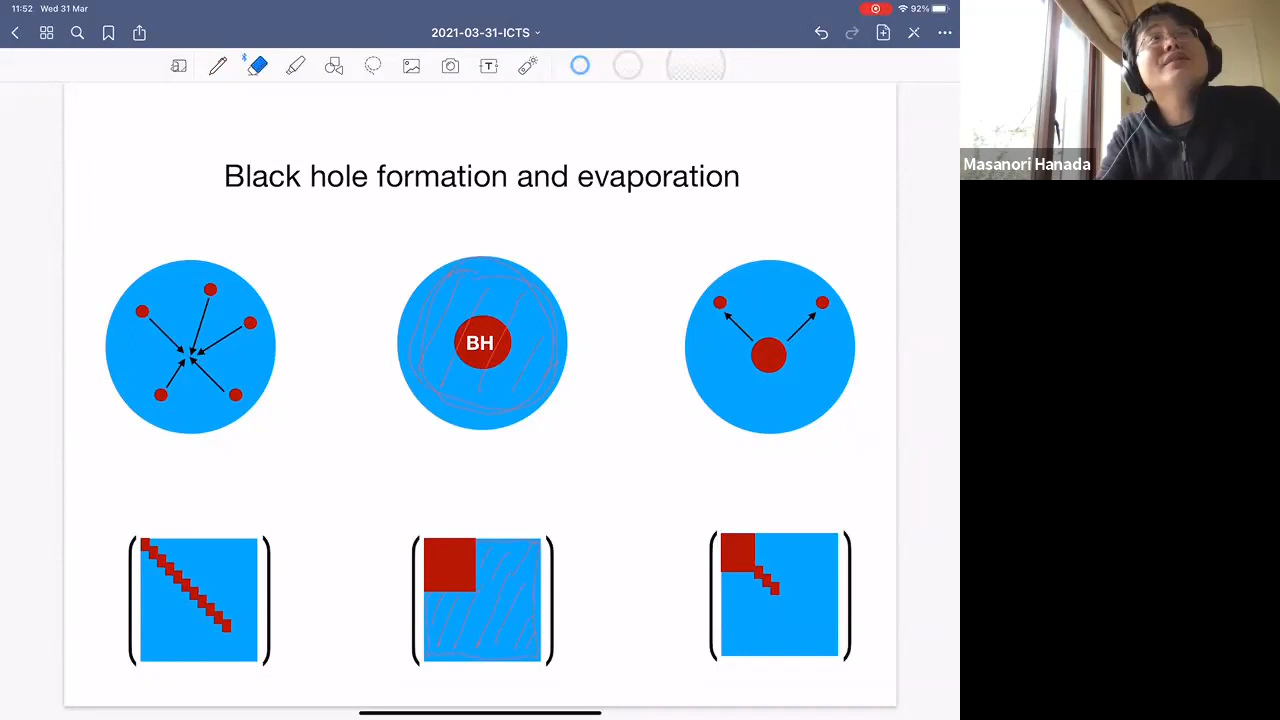 11:52 Wed 31 Mar
92%
2021-03-31-ICTS
T
Masanori Hanada
Black hole formation and evaporation
BH